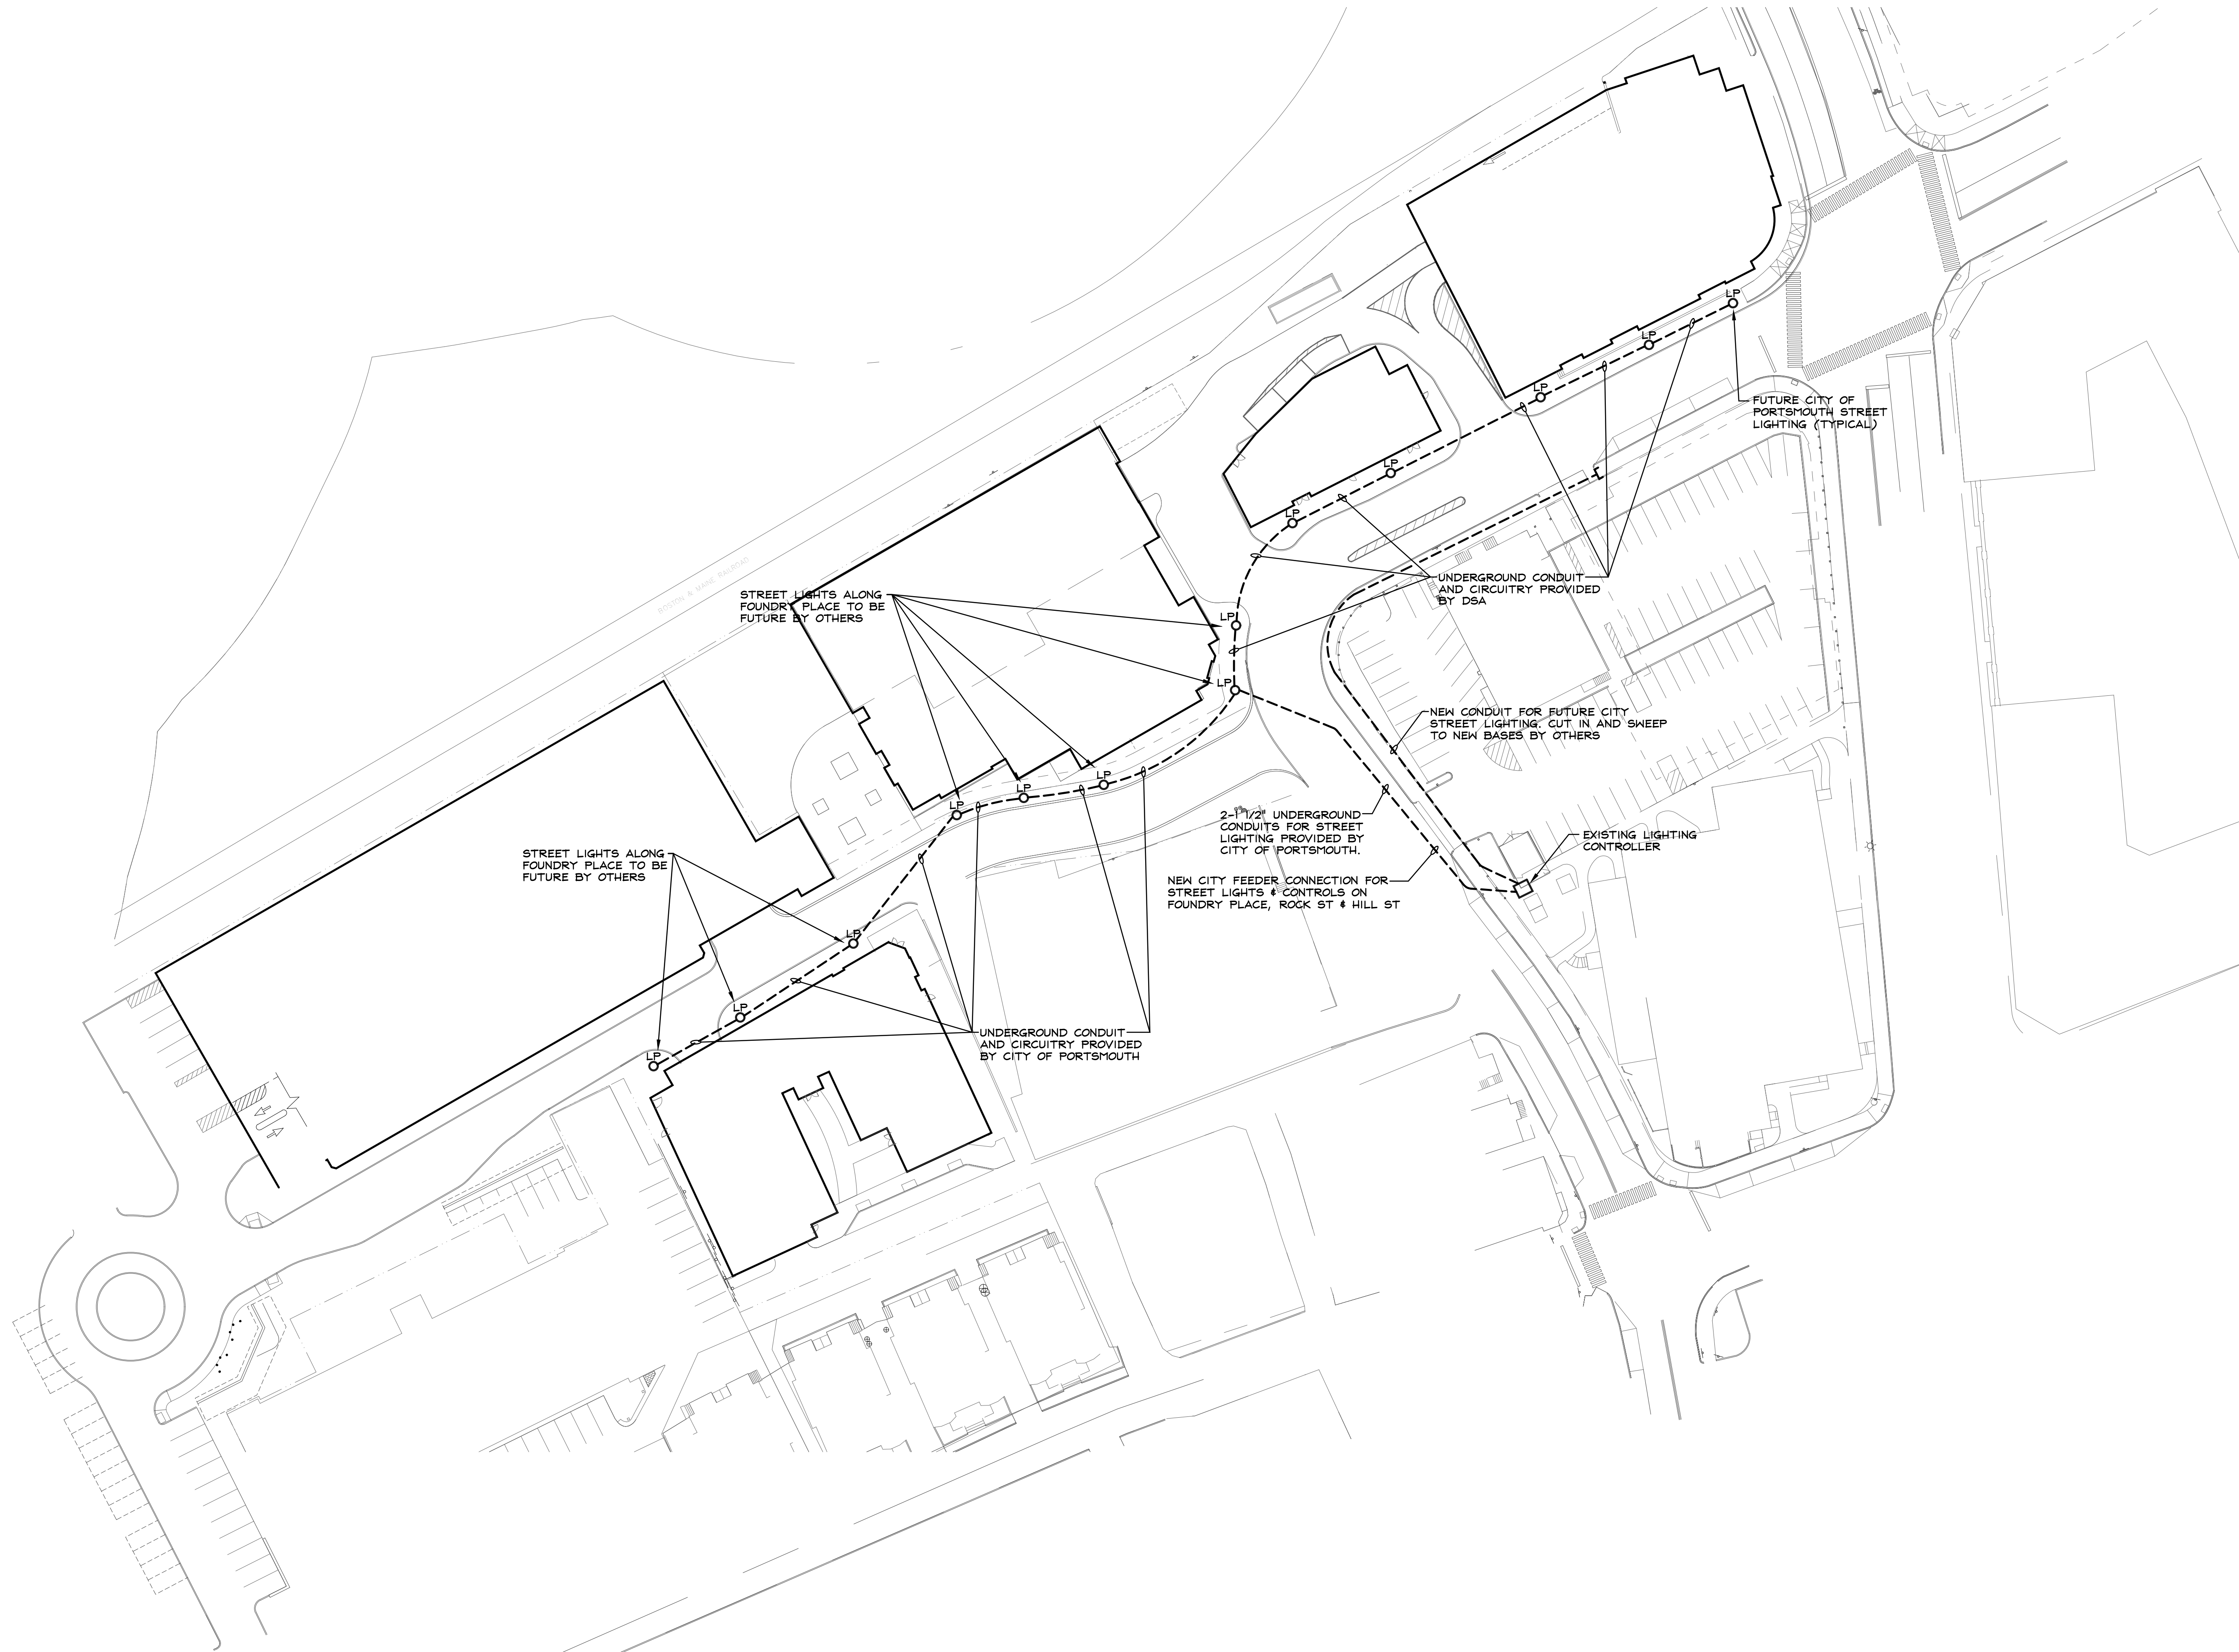 LP
LP
LP
FUTURE CITY OF
PORTSMOUTH STREET
LIGHTING (TYPICAL)
LP
LP
BOSTON & MAINE RAILROAD
UNDERGROUND CONDUIT
AND CIRCUITRY PROVIDED
BY DSA
STREET LIGHTS ALONG
FOUNDRY PLACE TO BE
FUTURE BY OTHERS
LP
LP
NEW CONDUIT FOR FUTURE CITY
STREET LIGHTING. CUT IN AND SWEEP
TO NEW BASES BY OTHERS
LP
LP
LP
2-1 1/2" UNDERGROUND
CONDUITS FOR STREET
LIGHTING PROVIDED BY
CITY OF PORTSMOUTH.
EXISTING LIGHTING
CONTROLLER
STREET LIGHTS ALONG
FOUNDRY PLACE TO BE
FUTURE BY OTHERS
NEW CITY FEEDER CONNECTION FOR
STREET LIGHTS & CONTROLS ON
FOUNDRY PLACE, ROCK ST & HILL ST
LP
LP
UNDERGROUND CONDUIT
AND CIRCUITRY PROVIDED
BY CITY OF PORTSMOUTH
LP